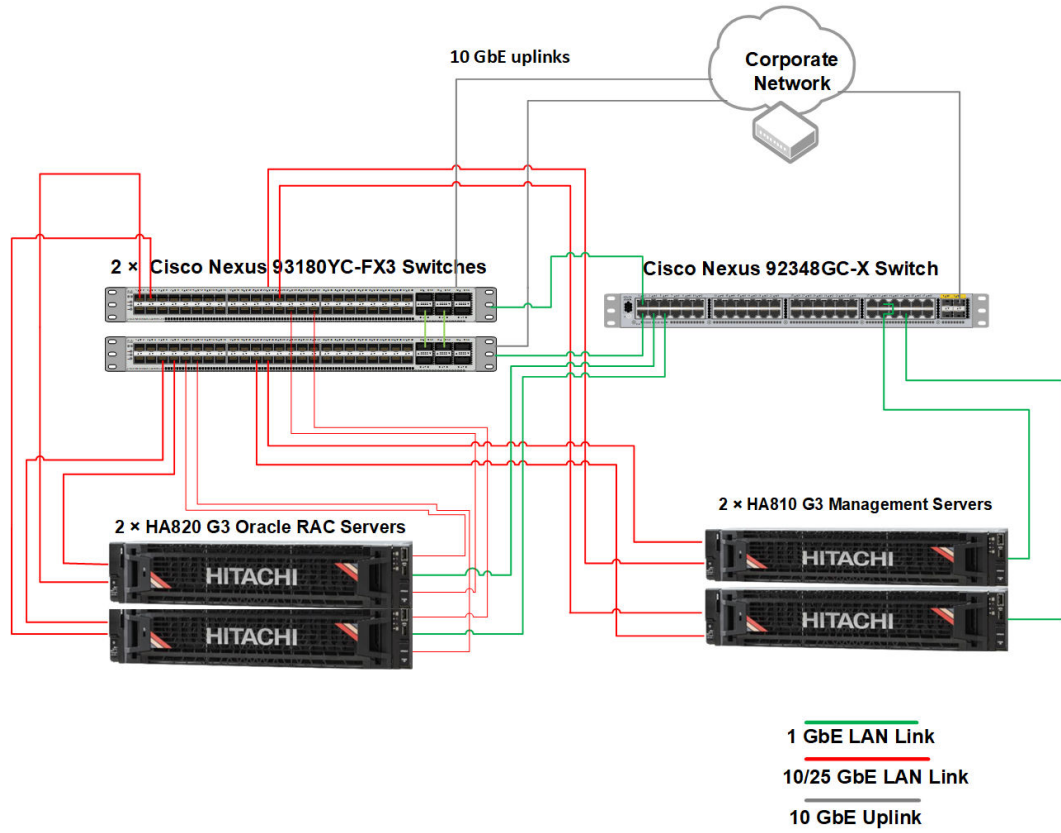 10 GbE uplinks
Corporate
Network
2 × Cisco Nexus 93180YC-FX3 Switches
Cisco Nexus 92348GC-X Switch
2 × HA820 G3 Oracle RAC Servers
2 × HA810 G3 Management Servers
HITACHI
HITACHI
HITACHI
HITACHI
1 GbE LAN Link
10/25 GbE LAN Link
10 GbE Uplink